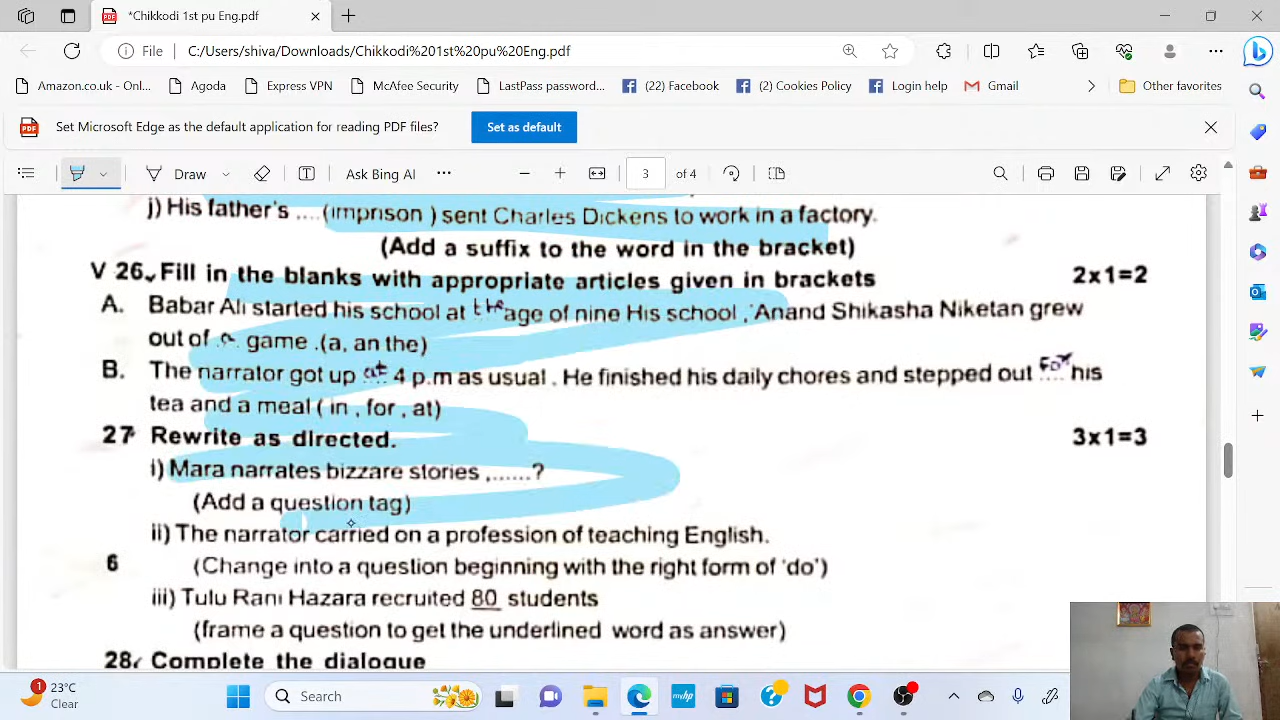 *Chikkodi 1st pu Eng.pdf
File C:/Users/shiva/Downloads/Chikkodi%201st%20pu%20Eng.pdf
Amazon.co.uk - Onl... Agoda Express VPN McAfee Security LastPass password... (22) Facebook (2) Cookies Policy Login help Gmail Other favorites
PDF Set Microsoft Edge as the default application for reading PDF files? Set as default
Draw Ask Bing AI 3 of 4
j) His father's .... (imprison ) sent Charles Dickens to work in a factory.
(Add a suffix to the word in the bracket)
V 26 Fill in the blanks with appropriate articles given in brackets 2x1=2
A. Babar Ali started his school at the age of nine His school ,'Anand Shikasha Niketan grew
out of a game .(a, an the)
B. The narrator got up at 4 p.m as usual . He finished his daily chores and stepped out For his
tea and a meal ( in , for , at)
27 Rewrite as directed. 3x1=3
i) Mara narrates bizzare stories ,......?
(Add a question tag)
ii) The narrator carried on a profession of teaching English.
6 (Change into a question beginning with the right form of 'do')
iii) Tulu Rani Hazara recruited 80 students
(frame a question to get the underlined word as answer)
28 Complete the dialogue
1 23°C
Clear
Search
myhp